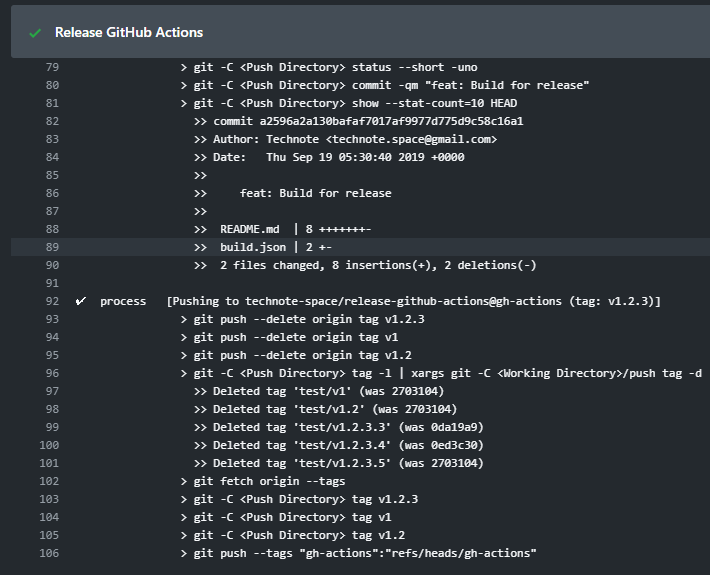 Release GitHub Actions
79 > git -C <Push Directory> status --short -uno
80 > git -C <Push Directory> commit -qm "feat: Build for release"
81 > git -C <Push Directory> show --stat-count=10 HEAD
82 >> commit a2596a2a130bafaf7017af9977d775d9c58c16a1
83 >> Author: Technote <technote.space@gmail.com>
84 >> Date:   Thu Sep 19 05:30:40 2019 +0000
85 >>
86 >>     feat: Build for release
87 >>
88 >>  README.md  | 8 +++++++-
89 >>  build.json | 2 +-
90 >>  2 files changed, 8 insertions(+), 2 deletions(-)
91
92 ✔ process [Pushing to technote-space/release-github-actions@gh-actions (tag: v1.2.3)]
93 > git push --delete origin tag v1.2.3
94 > git push --delete origin tag v1
95 > git push --delete origin tag v1.2
96 > git -C <Push Directory> tag -l | xargs git -C <Working Directory>/push tag -d
97 >> Deleted tag 'test/v1' (was 2703104)
98 >> Deleted tag 'test/v1.2' (was 2703104)
99 >> Deleted tag 'test/v1.2.3.3' (was 0da19a9)
100 >> Deleted tag 'test/v1.2.3.4' (was 0ed3c30)
101 >> Deleted tag 'test/v1.2.3.5' (was 2703104)
102 > git fetch origin --tags
103 > git -C <Push Directory> tag v1.2.3
104 > git -C <Push Directory> tag v1
105 > git -C <Push Directory> tag v1.2
106 > git push --tags "gh-actions":"refs/heads/gh-actions"